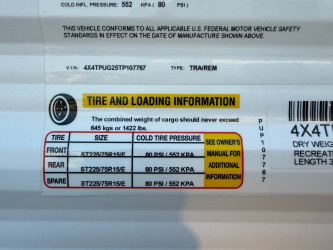 COLD INFL. PRESSURE: 552 KPA ( 80 PSI )
THIS VEHICLE CONFORMS TO ALL APPLICABLE U.S. FEDERAL MOTOR VEHICLE SAFETY
STANDARDS IN EFFECT ON THE DATE OF MANUFACTURE SHOWN ABOVE.
V.I.N.: 4X4TPUG25TP107767 TYPE: TRA/REM
TIRE AND LOADING INFORMATION
The combined weight of cargo should never exceed
645 kgs or 1422 lbs.
TIRE SIZE COLD TIRE PRESSURE SEE OWNER'S MANUAL FOR ADDITIONAL INFORMATION
FRONT ST225/75R15/E 80 PSI / 552 KPA
REAR ST225/75R15/E 80 PSI / 552 KPA
SPARE ST225/75R15/E 80 PSI / 552 KPA
PUP107767
4X4T
DRY WEIG
RECREATI
LENGTH 3